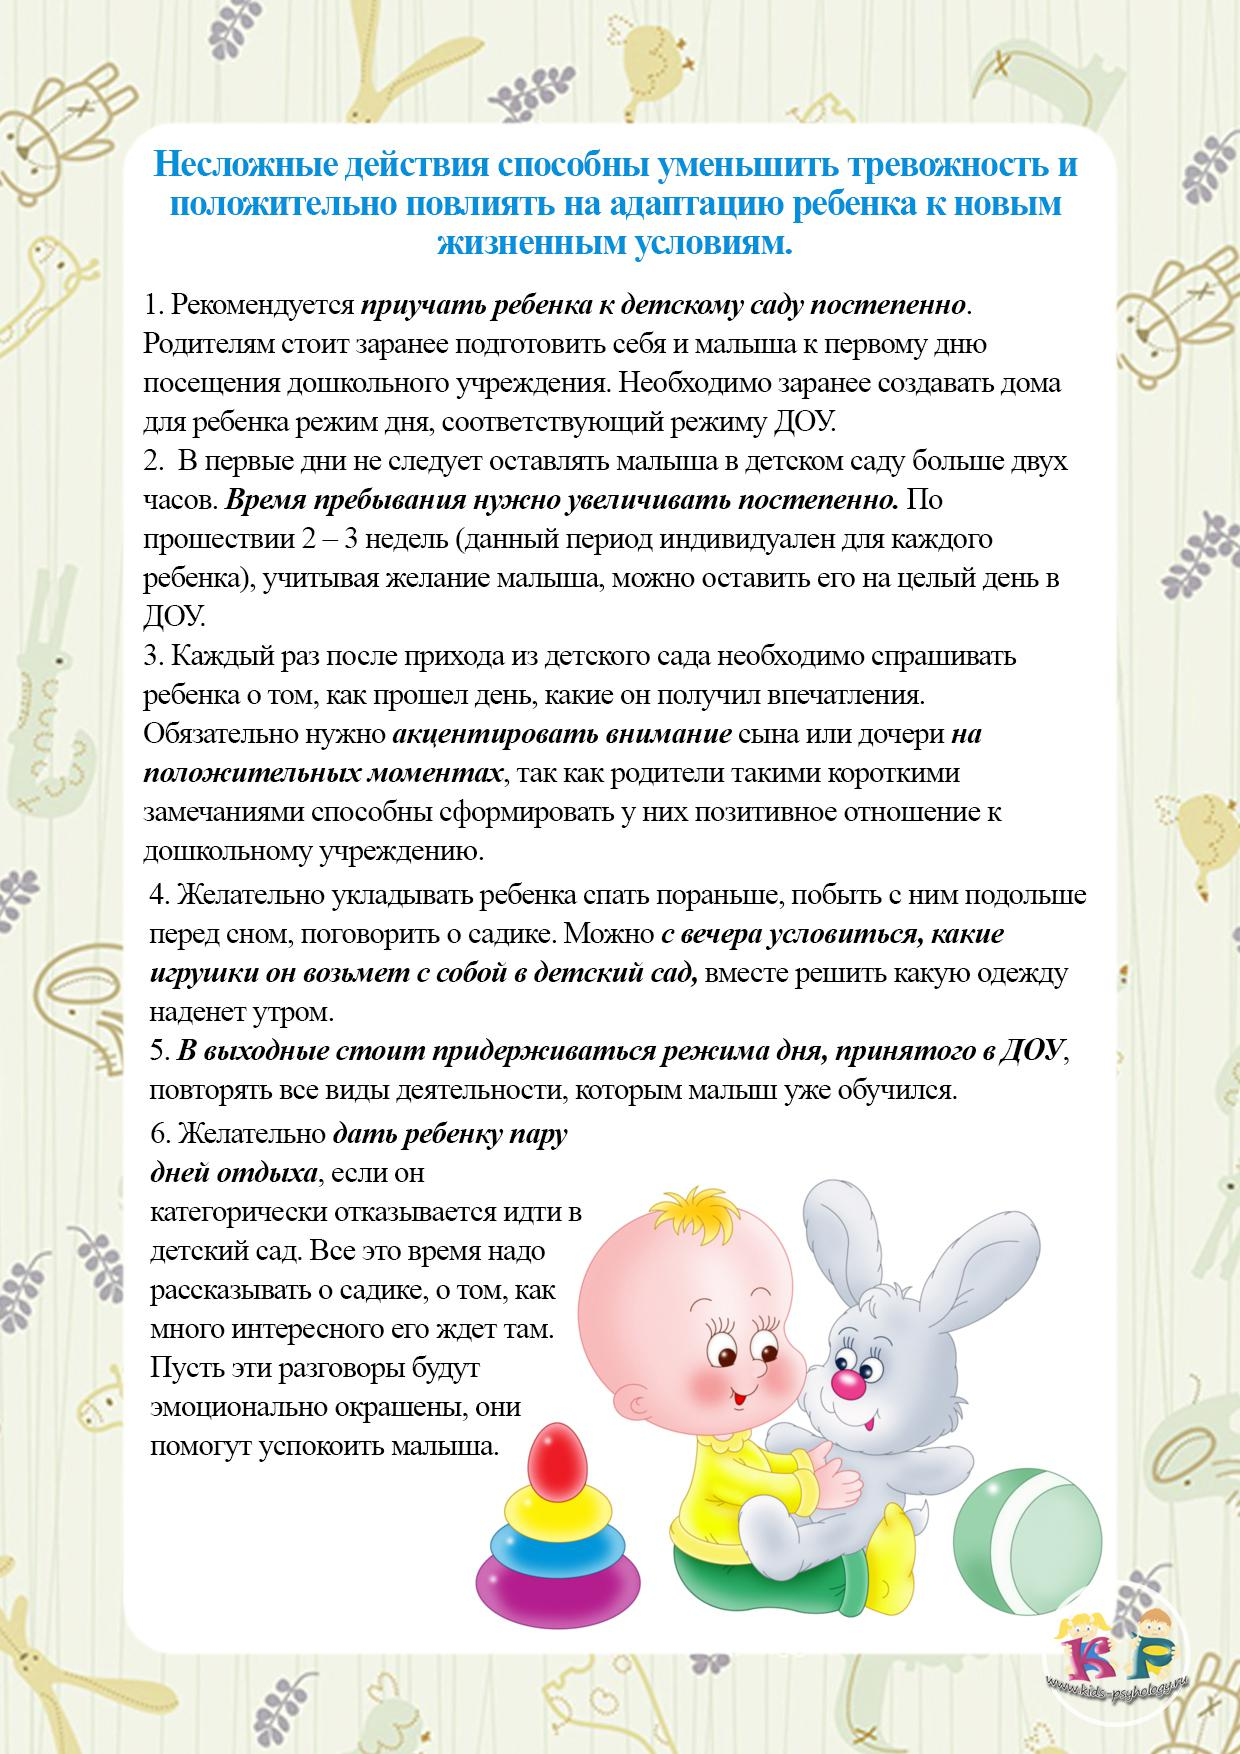 Несложные действия способны уменьшить тревожность и
положительно повлиять на адаптацию ребенка к новым
жизненным условиям.
1. Рекомендуется приучать ребенка к детскому саду постепенно.
Родителям стоит заранее подготовить себя и малыша к первому дню
посещения дошкольного учреждения. Необходимо заранее создавать дома
для ребенка режим дня, соответствующий режиму ДОУ.
2. В первые дни не следует оставлять малыша в детском саду больше двух
часов. Время пребывания нужно увеличивать постепенно. По
прошествии 2 – 3 недель (данный период индивидуален для каждого
ребенка), учитывая желание малыша, можно оставить его на целый день в
ДОУ.
3. Каждый раз после прихода из детского сада необходимо спрашивать
ребенка о том, как прошел день, какие он получил впечатления.
Обязательно нужно акцентировать внимание сына или дочери на
положительных моментах, так как родители такими короткими
замечаниями способны сформировать у них позитивное отношение к
дошкольному учреждению.
4. Желательно укладывать ребенка спать пораньше, побыть с ним подольше
перед сном, поговорить о садике. Можно с вечера условиться, какие
игрушки он возьмет с собой в детский сад, вместе решить какую одежду
наденет утром.
5. В выходные стоит придерживаться режима дня, принятого в ДОУ,
повторять все виды деятельности, которым малыш уже обучился.
6. Желательно дать ребенку пару
дней отдыха, если он
категорически отказывается идти в
детский сад. Все это время надо
рассказывать о садике, о том, как
много интересного его ждет там.
Пусть эти разговоры будут
эмоционально окрашены, они
помогут успокоить малыша.
K P
www.kids-psyhology.ru